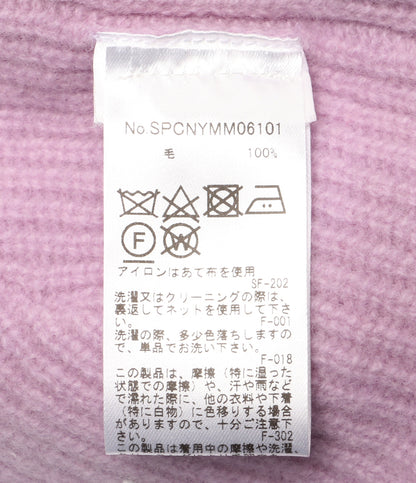 No.SPCNYMM06101
毛 100%
F W
アイロンはあて布を使用
SF-202
洗濯又はクリーニングの際は、
裏返してネットを使用して下さ
い。 F-001
洗濯の際、多少色落ちしますので
、単品でお洗い下さい。
F-018
この製品は、摩擦(特に湿った
状態での摩擦)や、汗や雨など
で濡れた際に、他の衣料や下着
(特に白物)に色移りする場合
がありますので、十分ご注意下
さい。 F-302
この製品は着用中の摩擦